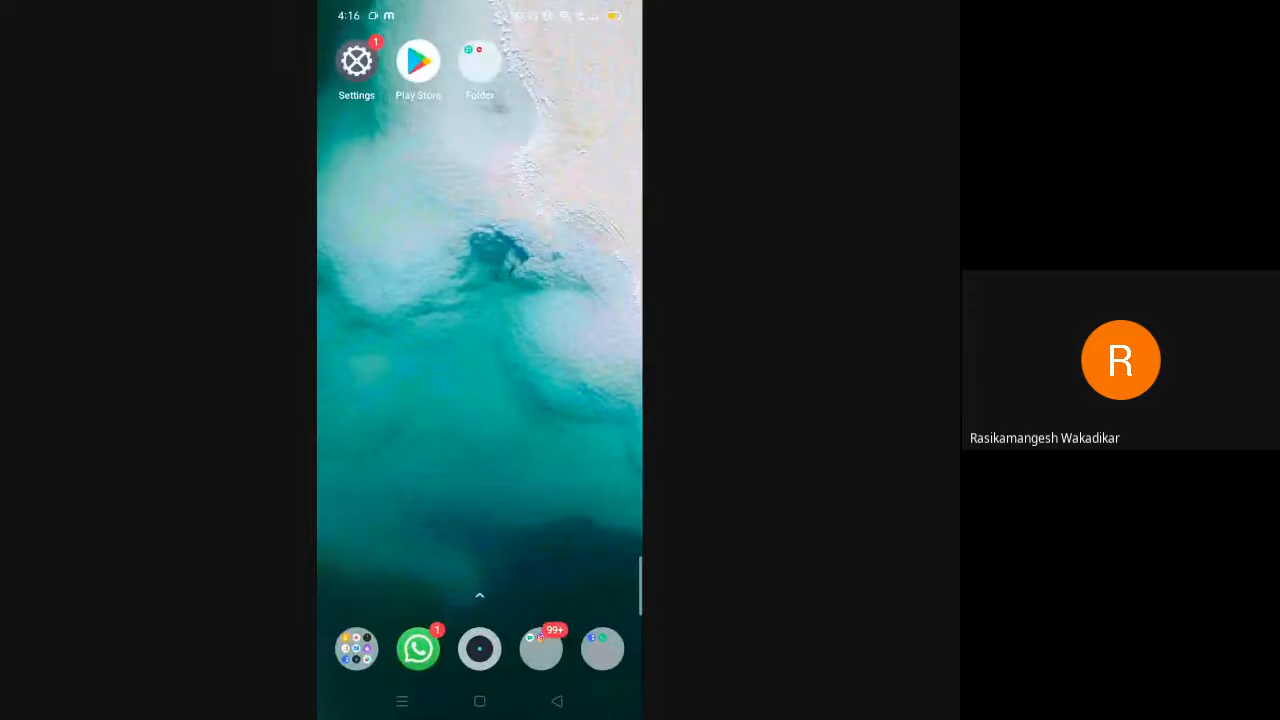 4:16 m
1
Settings
Play Store
Folder
R
Rasikamangesh Wakadikar
1
99+